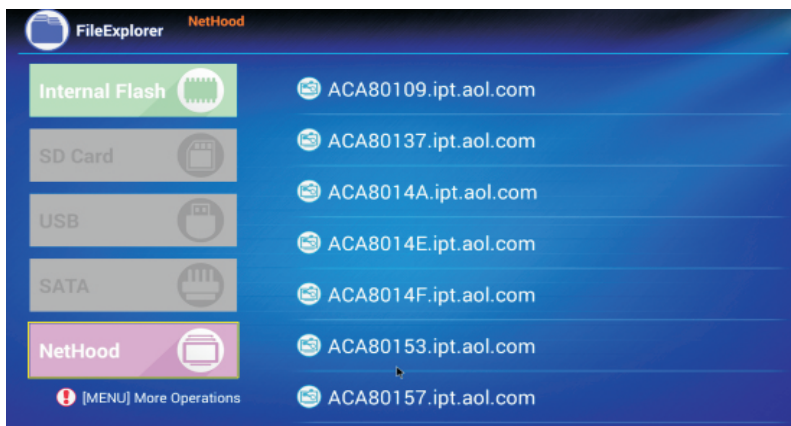 FileExplorer NetHood
Internal Flash
SD Card
USB
SATA
NetHood
[MENU] More Operations
ACA80109.ipt.aol.com
ACA80137.ipt.aol.com
ACA8014A.ipt.aol.com
ACA8014E.ipt.aol.com
ACA8014F.ipt.aol.com
ACA80153.ipt.aol.com
ACA80157.ipt.aol.com